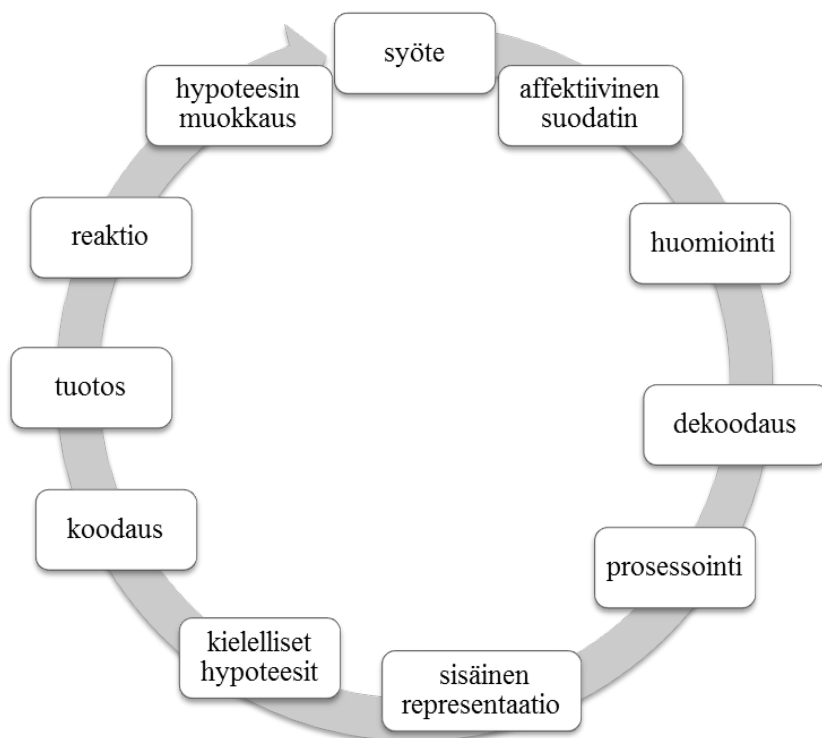 syöte
affektiivinen
suodatin
huomiointi
dekoodaus
prosessointi
sisäinen
representaatio
kielelliset
hypoteesit
koodaus
tuotos
reaktio
hypoteesin
muokkaus